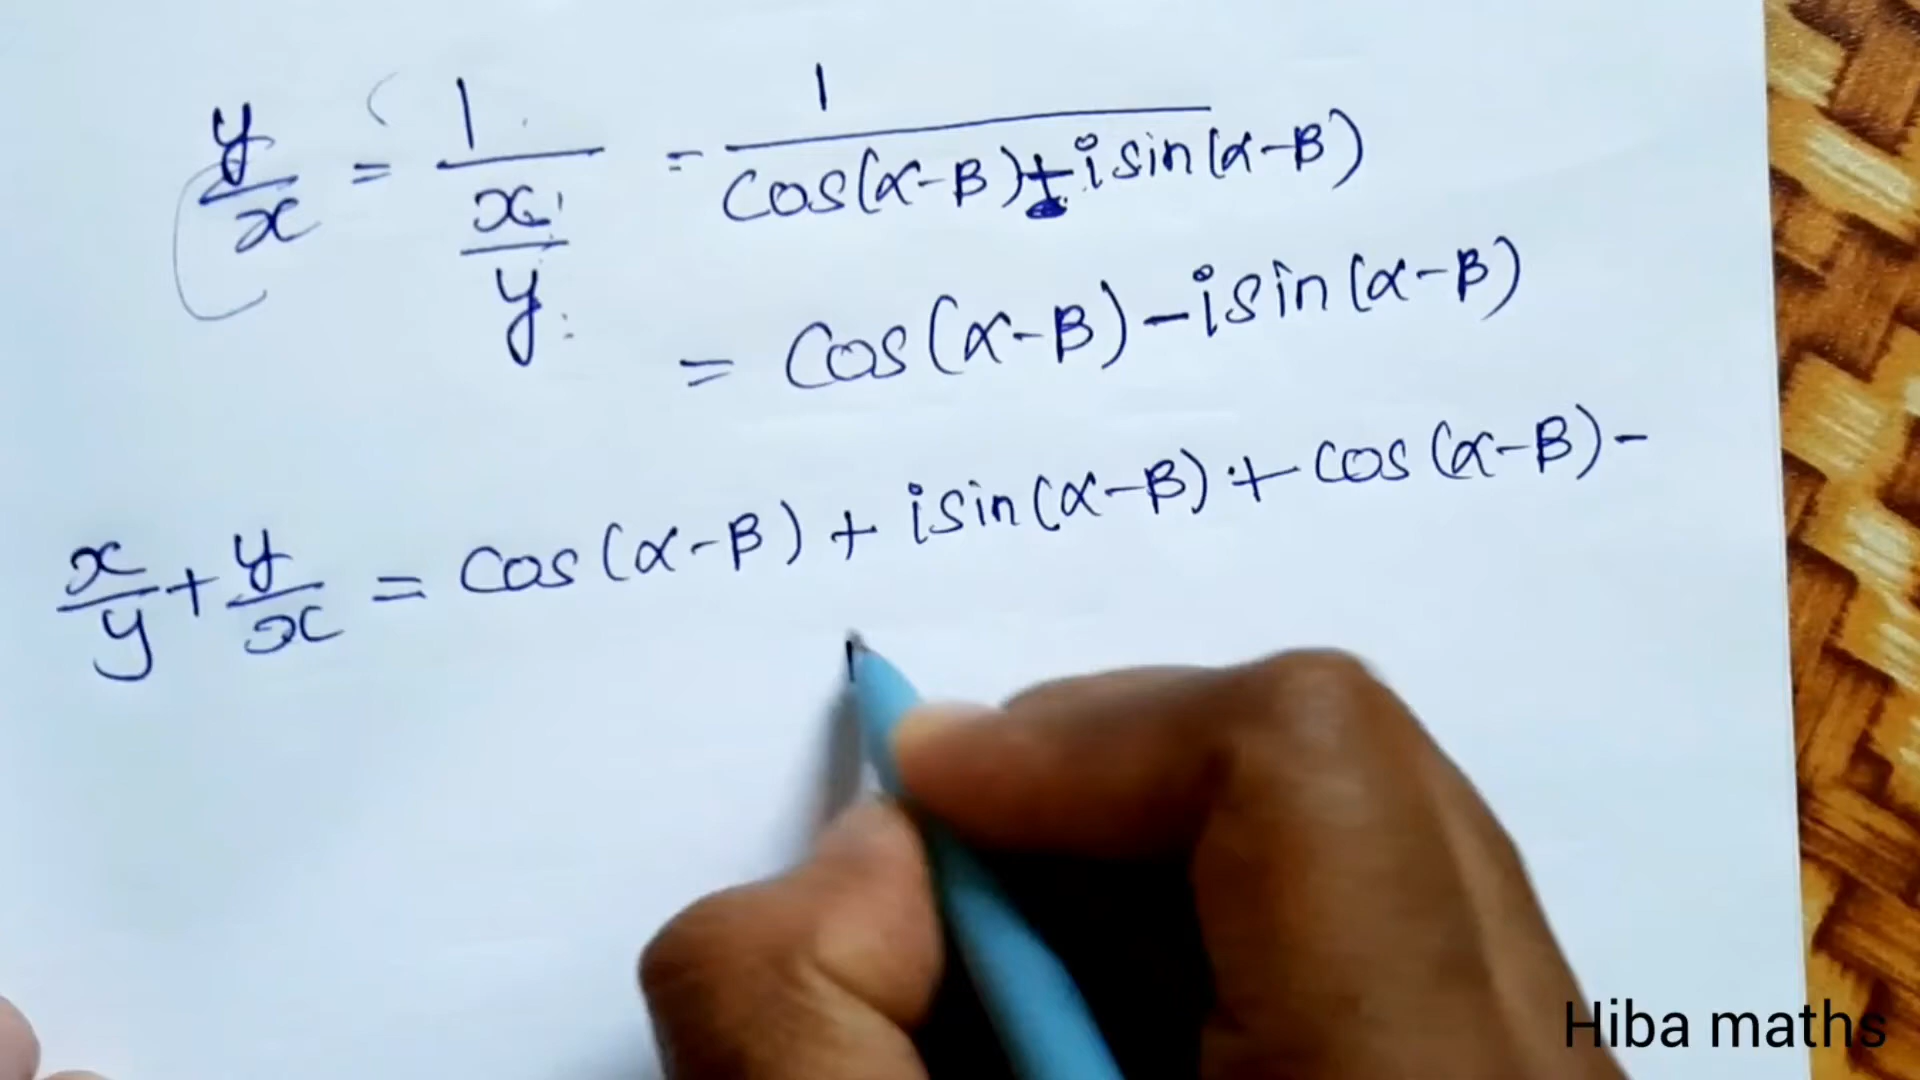 y/x = 1/(x/y) = 1/(cos(α-β)+isin(α-β))
= Cos(α-β)-isin(α-β)
x/y + y/x = Cos(α-β) + isin(α-β) + cos(α-β) -
Hiba maths